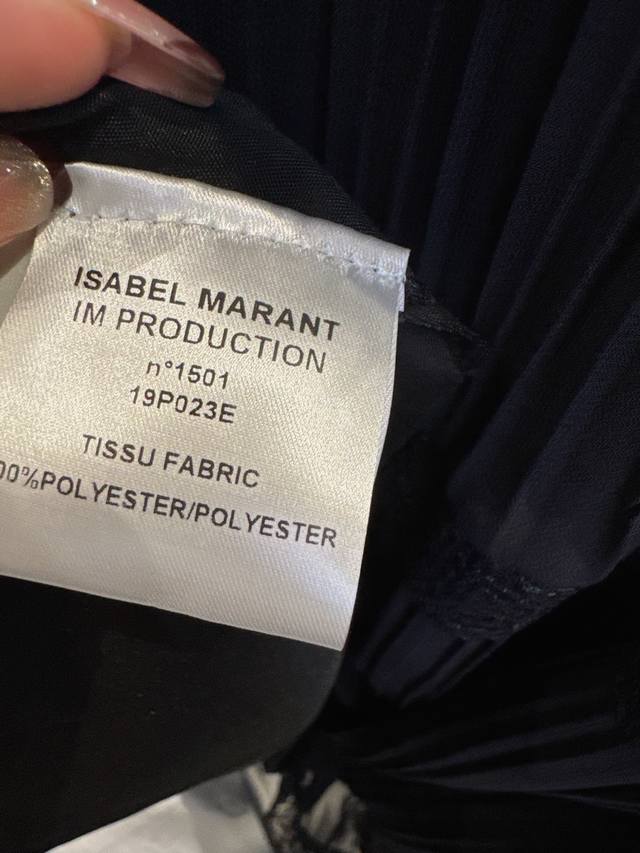 ISABEL MARANT
IM PRODUCTION
n°1501
19P023E
TISSU FABRIC
00%POLYESTER/POLYESTER